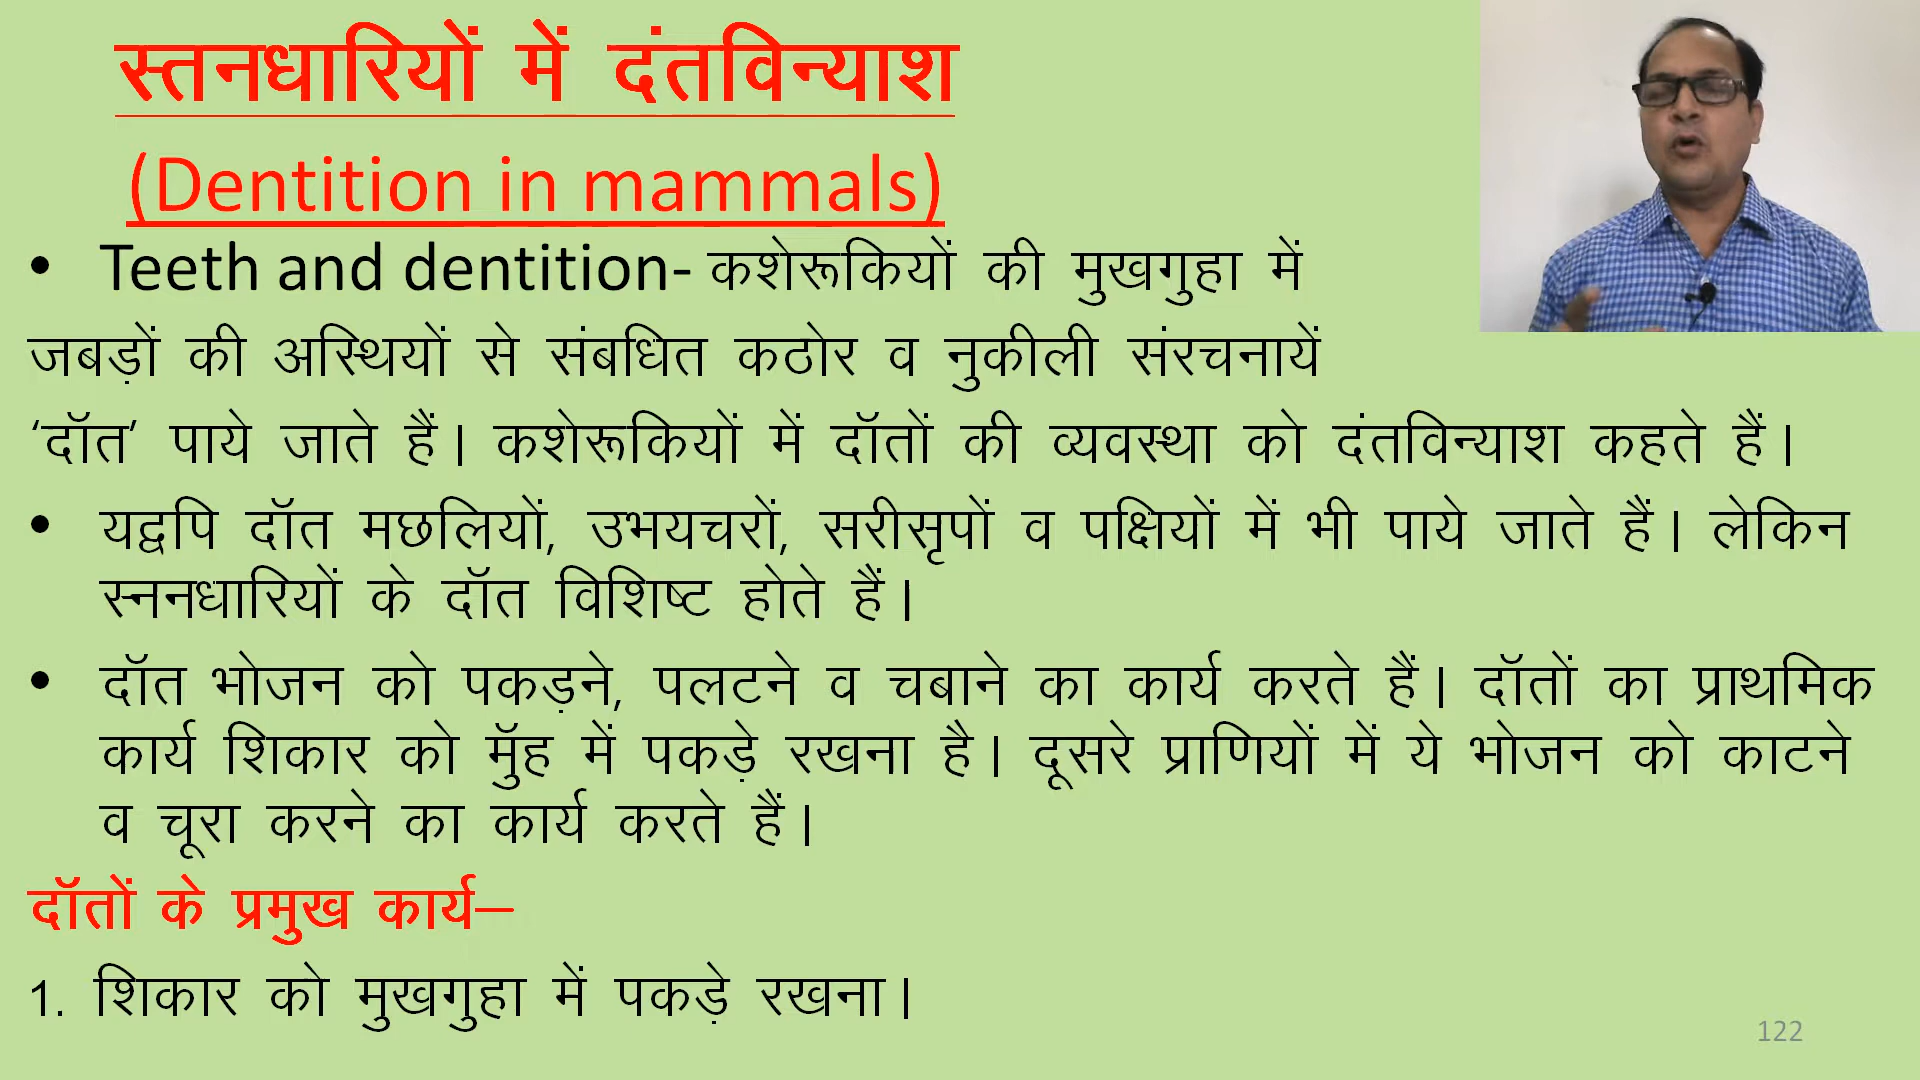 स्तनधारियों में दंतविन्याश
(Dentition in mammals)
• Teeth and dentition- कशेरूकियों की मुखगुहा में
जबड़ों की अस्थियों से संबधित कठोर व नुकीली संरचनायें
‘दॉत’ पाये जाते हैं। कशेरूकियों में दॉतों की व्यवस्था को दंतविन्याश कहते हैं।
• यद्वपि दॉत मछलियों, उभयचरों, सरीसृपों व पक्षियों में भी पाये जाते हैं। लेकिन
स्ननधारियों के दॉत विशिष्ट होते हैं।
• दॉत भोजन को पकड़ने, पलटने व चबाने का कार्य करते हैं। दॉतों का प्राथमिक
कार्य शिकार को मुॅह में पकड़े रखना है। दूसरे प्राणियों में ये भोजन को काटने
व चूरा करने का कार्य करते हैं।
दॉतों के प्रमुख कार्य–
1. शिकार को मुखगुहा में पकड़े रखना।
122